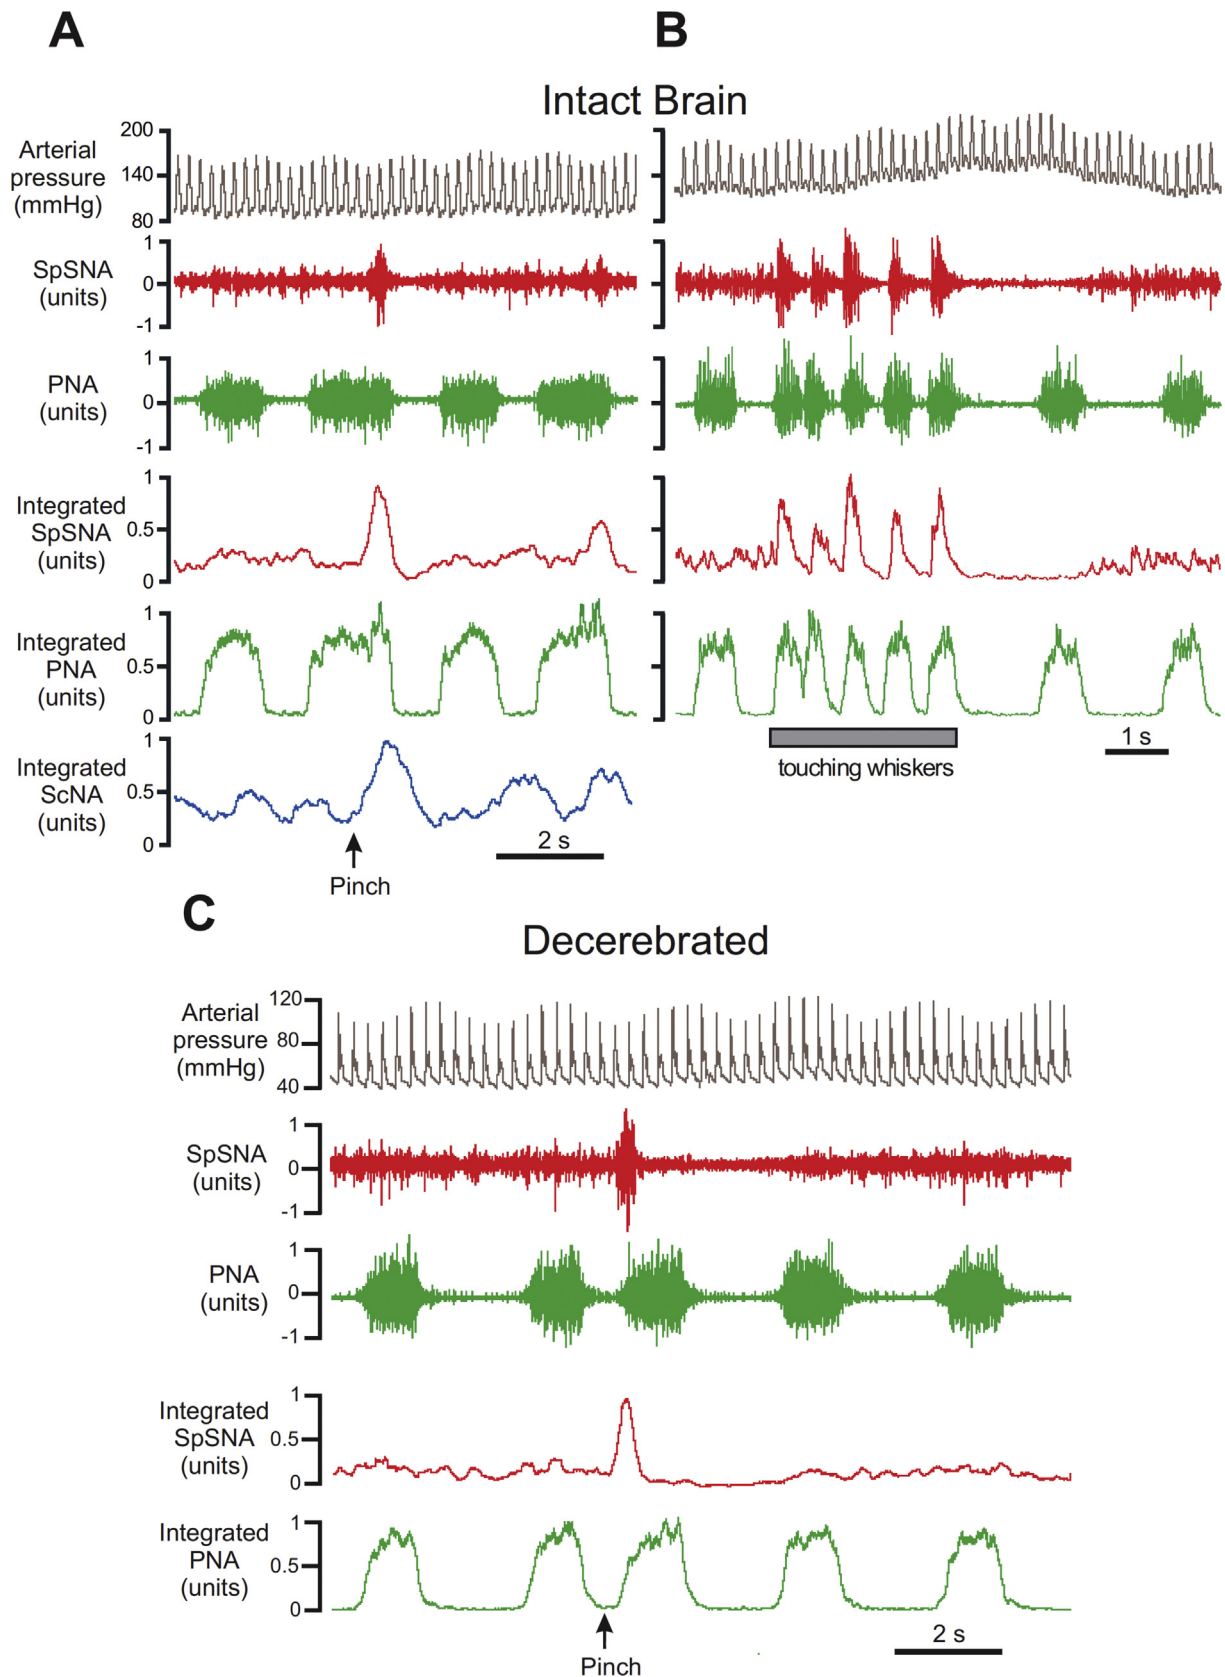 A
B
Intact Brain
Arterial
pressure
(mmHg)
200
140
80
SpSNA
(units)
1
0
-1
PNA
(units)
1
0
-1
Integrated
SpSNA
(units)
1
0.5
0
Integrated
PNA
(units)
1
0.5
0
touching whiskers
1 s
Integrated
ScNA
(units)
1
0.5
0
2 s
Pinch
C
Decerebrated
Arterial
pressure
(mmHg)
120
80
40
SpSNA
(units)
1
0
-1
PNA
(units)
1
0
-1
Integrated
SpSNA
(units)
1
0.5
0
Integrated
PNA
(units)
1
0.5
0
Pinch
2 s